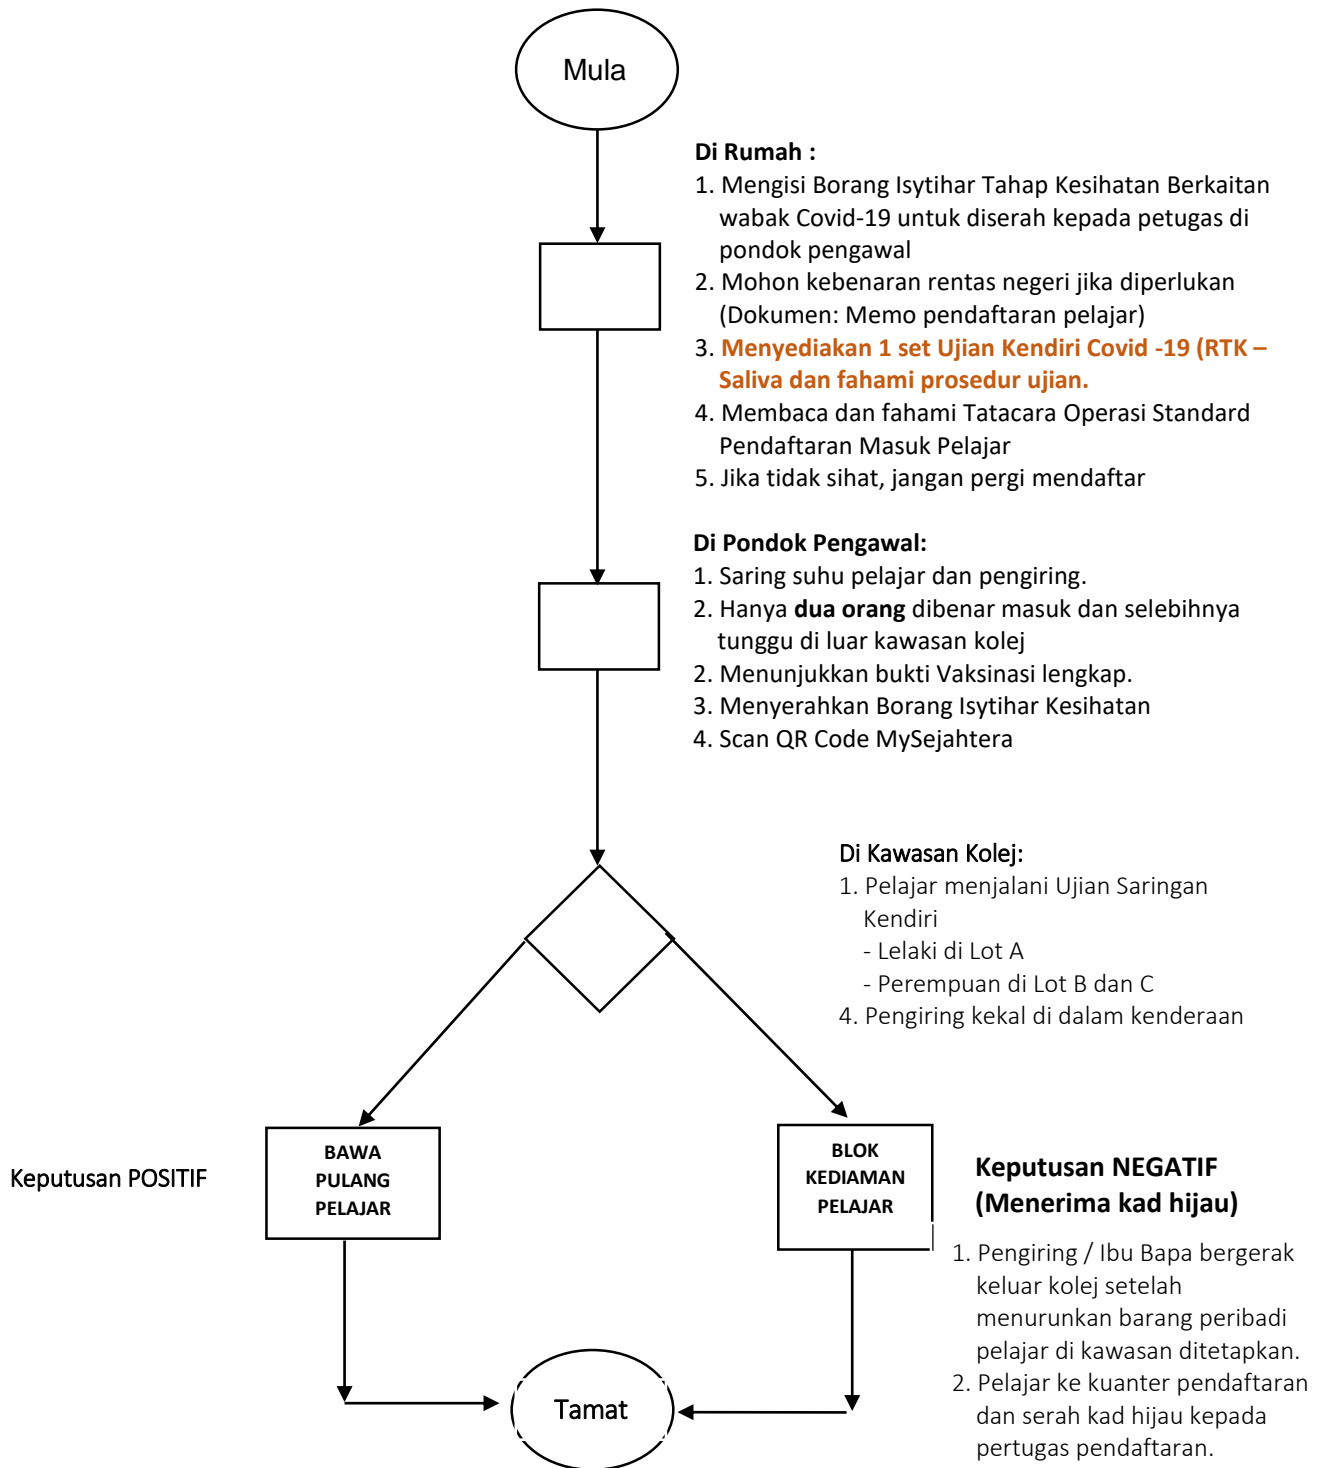 Mula
Di Rumah :
1. Mengisi Borang Isytihar Tahap Kesihatan Berkaitan
wabak Covid-19 untuk diserah kepada petugas di
pondok pengawal
2. Mohon kebenaran rentas negeri jika diperlukan
(Dokumen: Memo pendaftaran pelajar)
3. Menyediakan 1 set Ujian Kendiri Covid -19 (RTK –
Saliva dan fahami prosedur ujian.
4. Membaca dan fahami Tatacara Operasi Standard
Pendaftaran Masuk Pelajar
5. Jika tidak sihat, jangan pergi mendaftar
Di Pondok Pengawal:
1. Saring suhu pelajar dan pengiring.
2. Hanya dua orang dibenar masuk dan selebihnya
tunggu di luar kawasan kolej
2. Menunjukkan bukti Vaksinasi lengkap.
3. Menyerahkan Borang Isytihar Kesihatan
4. Scan QR Code MySejahtera
Di Kawasan Kolej:
1. Pelajar menjalani Ujian Saringan
Kendiri
- Lelaki di Lot A
- Perempuan di Lot B dan C
4. Pengiring kekal di dalam kenderaan
Keputusan POSITIF
BAWA
PULANG
PELAJAR
BLOK
KEDIAMAN
PELAJAR
Keputusan NEGATIF
(Menerima kad hijau)
1. Pengiring / Ibu Bapa bergerak
keluar kolej setelah
menurunkan barang peribadi
pelajar di kawasan ditetapkan.
2. Pelajar ke kuanter pendaftaran
dan serah kad hijau kepada
pertugas pendaftaran.
Tamat